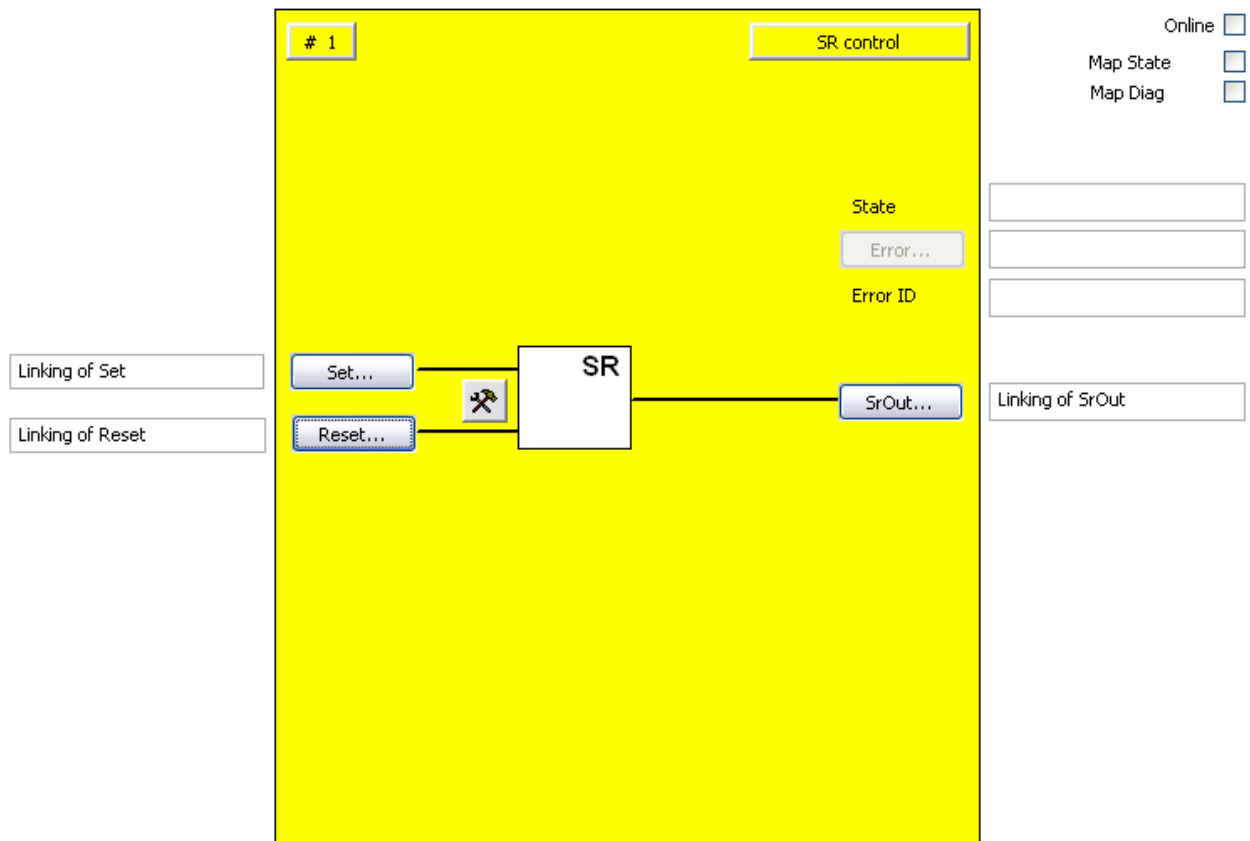 # 1
SR control
Online
Map State
Map Diag
State
Error...
Error ID
Linking of Set
Set...
SR
SrOut...
Linking of SrOut
Linking of Reset
Reset...